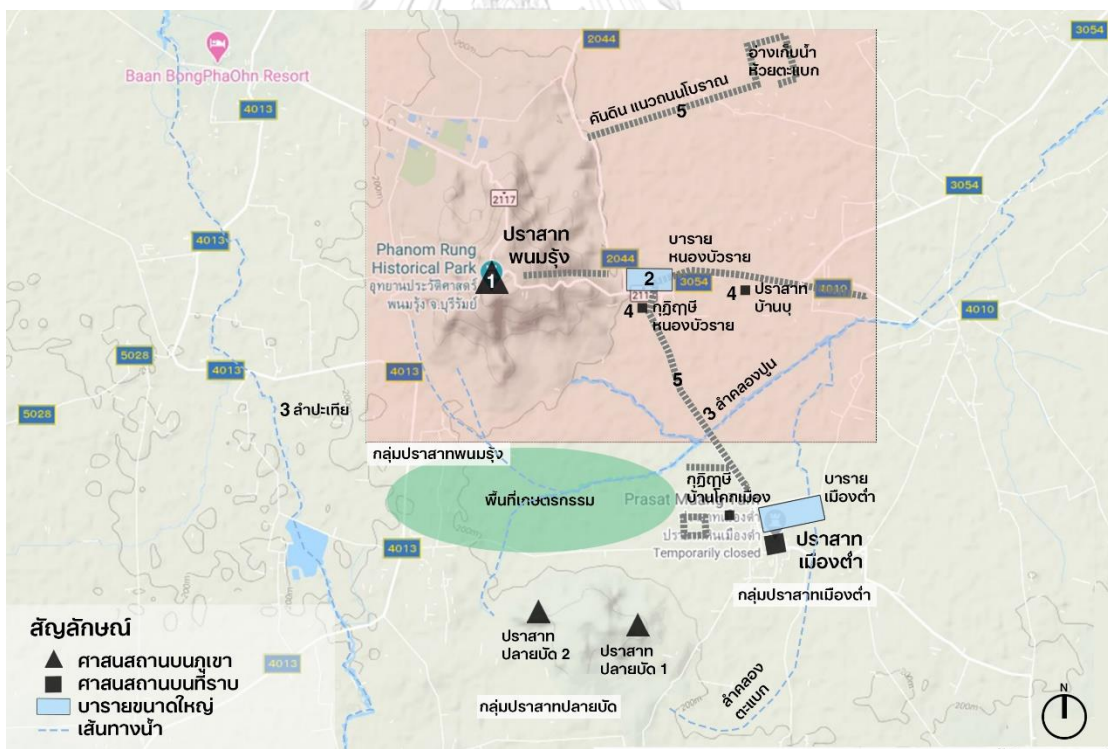 2044
3054
อ่างเก็บน้ำ
ห้วยตะแบก
Baan BongPhaOhn Resort
4013
คันดิน แนวถนนโบราณ
5
3054
2117
4013
ปราสาท
พนมรุ้ง
Phanom Rung
Historical Park
อุทยานประวัติศาสตร์
พนมรุ้ง จ.บุรีรัมย์
1
2044
บาราย
หนองบัวราย
2
3054
4
ปราสาท
บ้านบุ
4
กุฏิฤๅษี
หนองบัวราย
4010
5028
4013
4013
5028
3 ลำปะเทีย
5
3 ลำคลองปูน
กลุ่มปราสาทพนมรุ้ง
พื้นที่เกษตรกรรม
กุฏิฤๅษี
บ้านโคกเมือง
บาราย
เมืองต่ำ
Temporarily closed
ปราสาท
เมืองต่ำ
4013
กลุ่มปราสาทเมืองต่ำ
ปราสาท
ปลายบัด 2
ปราสาท
ปลายบัด 1
กลุ่มปราสาทปลายบัด
ลำคลอง
ตะแบก
สัญลักษณ์
ศาสนสถานบนภูเขา
ศาสนสถานบนที่ราบ
บารายขนาดใหญ่
เส้นทางน้ำ
4013
200m
N